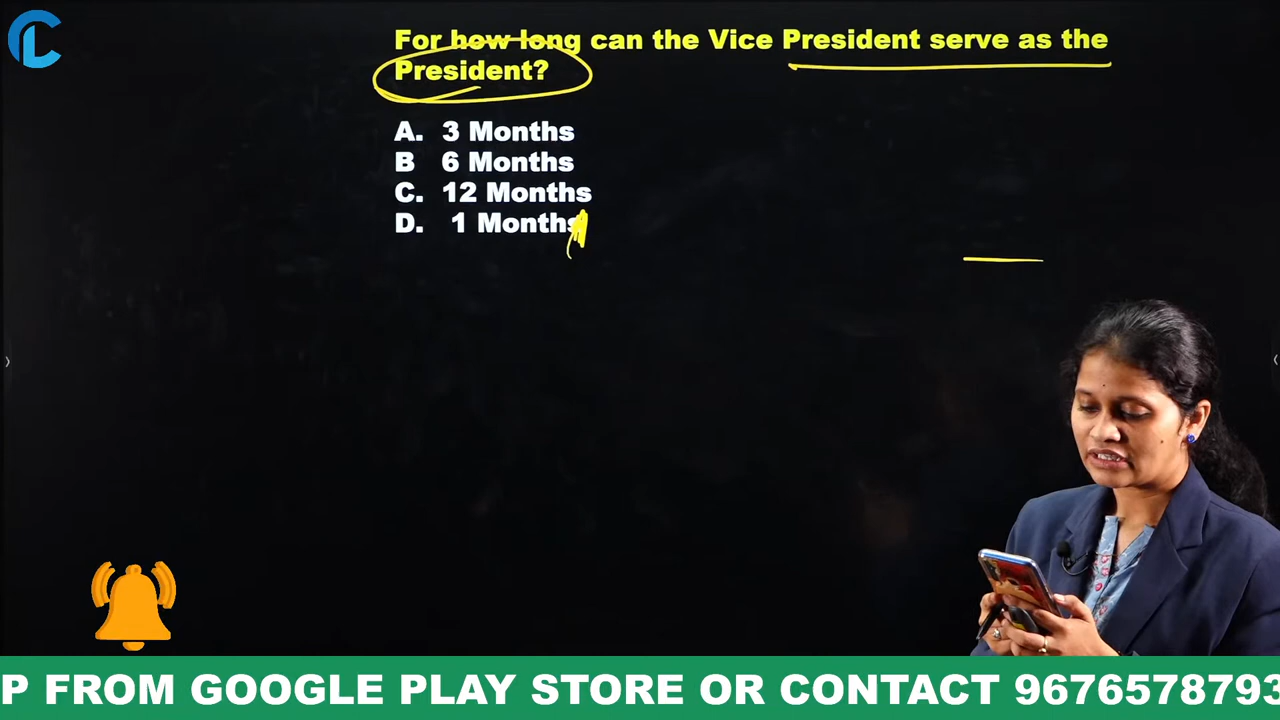 For how long can the Vice President serve as the
President?
A. 3 Months
B 6 Months
C. 12 Months
D. 1 Months
P FROM GOOGLE PLAY STORE OR CONTACT 9676578793